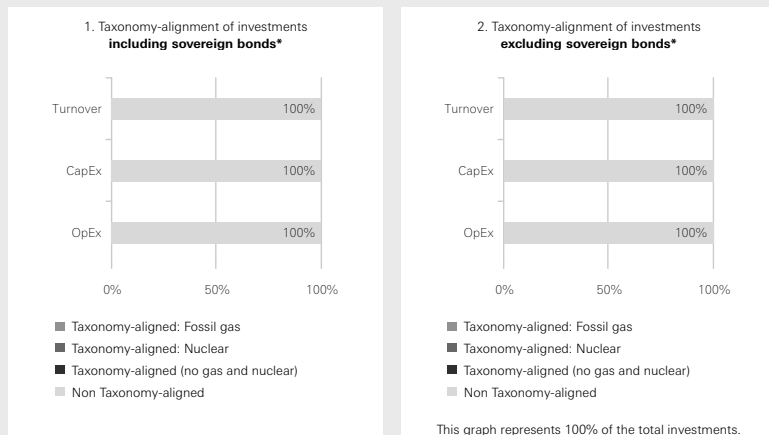 1. Taxonomy-alignment of investments
including sovereign bonds*
Turnover
100%
CapEx
100%
OpEx
100%
0%
50%
100%
Taxonomy-aligned: Fossil gas
Taxonomy-aligned: Nuclear
Taxonomy-aligned (no gas and nuclear)
Non Taxonomy-aligned
2. Taxonomy-alignment of investments
excluding sovereign bonds*
Turnover
100%
CapEx
100%
OpEx
100%
0%
50%
100%
Taxonomy-aligned: Fossil gas
Taxonomy-aligned: Nuclear
Taxonomy-aligned (no gas and nuclear)
Non Taxonomy-aligned
This graph represents 100% of the total investments.